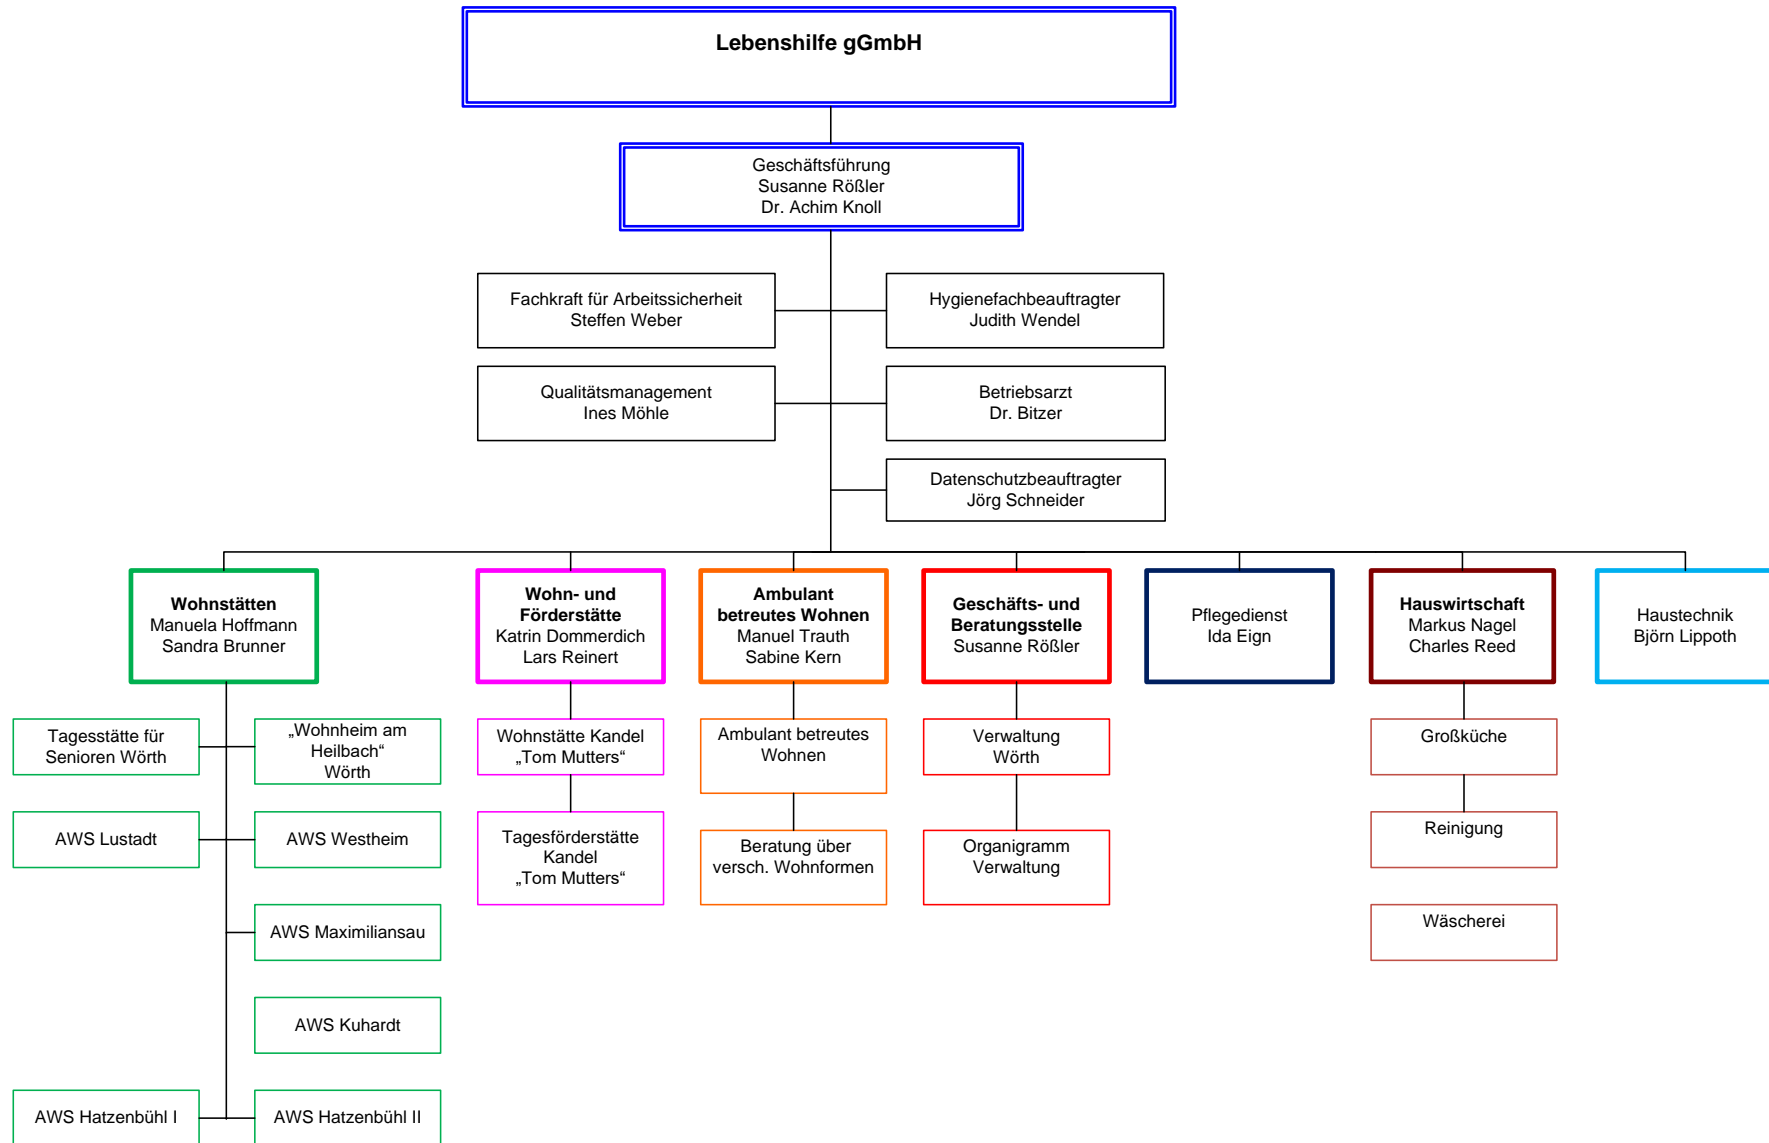 Lebenshilfe gGmbH
Geschäftsführung
Susanne Rößler
Dr. Achim Knoll
Fachkraft für Arbeitssicherheit
Steffen Weber
Hygienefachbeauftragter
Judith Wendel
Qualitätsmanagement
Ines Möhle
Betriebsarzt
Dr. Bitzer
Datenschutzbeauftragter
Jörg Schneider
Wohnstätten
Manuela Hoffmann
Sandra Brunner
Wohn- und
Förderstätte
Katrin Dommerdich
Lars Reinert
Ambulant
betreutes Wohnen
Manuel Trauth
Sabine Kern
Geschäfts- und
Beratungsstelle
Susanne Rößler
Pflegedienst
Ida Eign
Hauswirtschaft
Markus Nagel
Charles Reed
Haustechnik
Björn Lippoth
Tagesstätte für
Senioren Wörth
„Wohnheim am
Heilbach“
Wörth
Wohnstätte Kandel
„Tom Mutters“
Ambulant betreutes
Wohnen
Verwaltung
Wörth
Großküche
AWS Lustadt
AWS Westheim
Tagesförderstätte
Kandel
„Tom Mutters“
Beratung über
versch. Wohnformen
Organigramm
Verwaltung
Reinigung
AWS Maximiliansau
Wäscherei
AWS Kuhardt
AWS Hatzenbühl I
AWS Hatzenbühl II